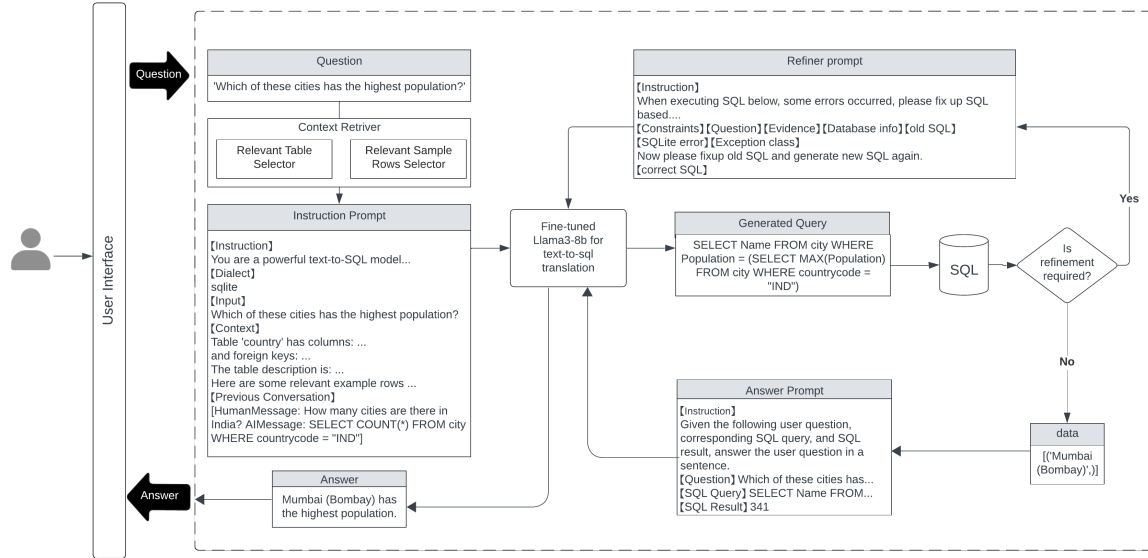 User Interface
Question
Question
'Which of these cities has the highest population?'
Context Retriver
Relevant Table
Selector
Relevant Sample
Rows Selector
Instruction Prompt
【Instruction】
You are a powerful text-to-SQL model...
【Dialect】
sqlite
【Input】
Which of these cities has the highest population?
【Context】
Table 'country' has columns: ...
and foreign keys: ...
The table description is: ...
Here are some relevant example rows ...
【Previous Conversation】
[HumanMessage: How many cities are there in
India? AIMessage: SELECT COUNT(*) FROM city
WHERE countrycode = "IND"]
Answer
Answer
Mumbai (Bombay) has
the highest population.
Fine-tuned
Llama3-8b for
text-to-sql
translation
Refiner prompt
【Instruction】
When executing SQL below, some errors occurred, please fix up SQL
based....
【Constraints】【Question】【Evidence】【Database info】【old SQL】
【SQLite error】【Exception class】
Now please fixup old SQL and generate new SQL again.
【correct SQL】
Generated Query
SELECT Name FROM city WHERE
Population = (SELECT MAX(Population)
FROM city WHERE countrycode =
"IND")
SQL
Is
refinement
required?
Yes
No
data
[('Mumbai
(Bombay)',)]
Answer Prompt
【Instruction】
Given the following user question,
corresponding SQL query, and SQL
result, answer the user question in a
sentence.
【Question】Which of these cities has...
【SQL Query】SELECT Name FROM...
【SQL Result】341